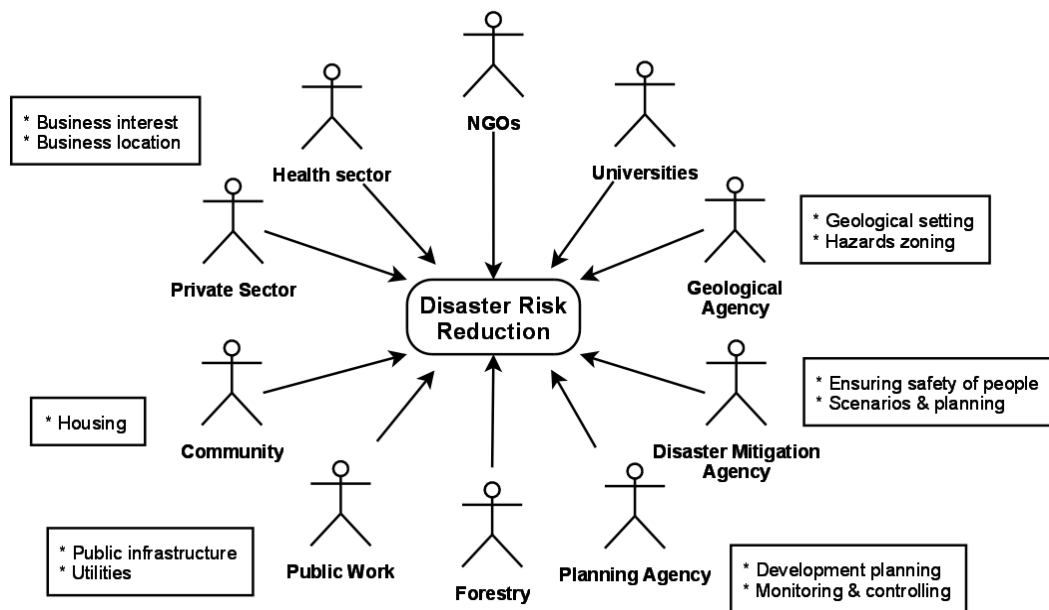 NGOs
Health sector
Universities
* Business interest
* Business location
Private Sector
* Geological setting
* Hazards zoning
Geological
Agency
Disaster Risk
Reduction
* Housing
Community
* Ensuring safety of people
* Scenarios & planning
Disaster Mitigation
Agency
* Public infrastructure
* Utilities
Public Work
Forestry
Planning Agency
* Development planning
* Monitoring & controlling